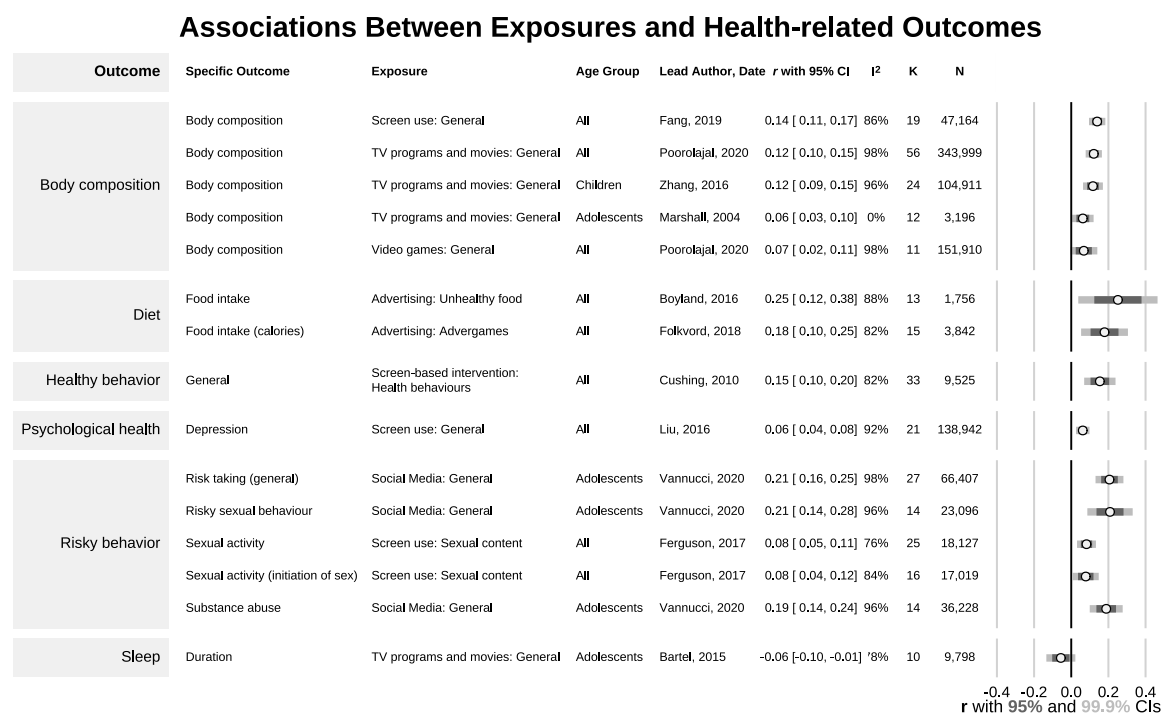 Associations Between Exposures and Health-related Outcomes
Outcome Specific Outcome Exposure Age Group Lead Author, Date r with 95% CI I² K N
Body composition
Body composition Screen use: General All Fang, 2019 0.14 [ 0.11, 0.17] 86% 19 47,164
Body composition TV programs and movies: General All Poorolajal, 2020 0.12 [ 0.10, 0.15] 98% 56 343,999
Body composition TV programs and movies: General Children Zhang, 2016 0.12 [ 0.09, 0.15] 96% 24 104,911
Body composition TV programs and movies: General Adolescents Marshall, 2004 0.06 [ 0.03, 0.10] 0% 12 3,196
Body composition Video games: General All Poorolajal, 2020 0.07 [ 0.02, 0.11] 98% 11 151,910
Diet
Food intake Advertising: Unhealthy food All Boyland, 2016 0.25 [ 0.12, 0.38] 88% 13 1,756
Food intake (calories) Advertising: Advergames All Folkvord, 2018 0.18 [ 0.10, 0.25] 82% 15 3,842
Healthy behavior
General Screen-based intervention:
Health behaviours All Cushing, 2010 0.15 [ 0.10, 0.20] 82% 33 9,525
Psychological health
Depression Screen use: General All Liu, 2016 0.06 [ 0.04, 0.08] 92% 21 138,942
Risky behavior
Risk taking (general) Social Media: General Adolescents Vannucci, 2020 0.21 [ 0.16, 0.25] 98% 27 66,407
Risky sexual behaviour Social Media: General Adolescents Vannucci, 2020 0.21 [ 0.14, 0.28] 96% 14 23,096
Sexual activity Screen use: Sexual content All Ferguson, 2017 0.08 [ 0.05, 0.11] 76% 25 18,127
Sexual activity (initiation of sex) Screen use: Sexual content All Ferguson, 2017 0.08 [ 0.04, 0.12] 84% 16 17,019
Substance abuse Social Media: General Adolescents Vannucci, 2020 0.19 [ 0.14, 0.24] 96% 14 36,228
Sleep
Duration TV programs and movies: General Adolescents Bartel, 2015 -0.06 [-0.10, -0.01] 10 9,798
-0.4 -0.2 0.0 0.2 0.4
r with 95% and 99.9% CIs